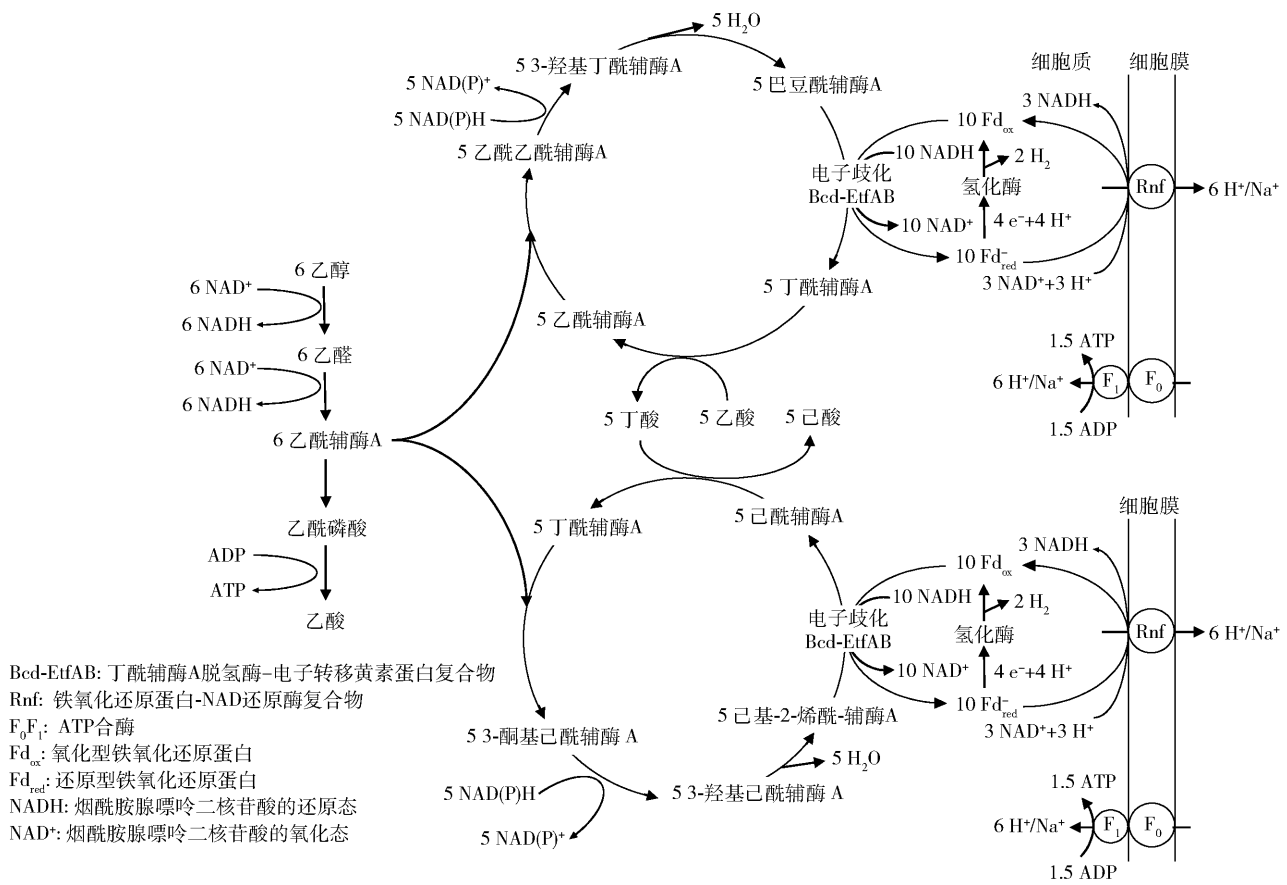 5 H₂O
5 3-羟基丁酰辅酶A
5 巴豆酰辅酶A
5 NAD(P)⁺
5 NAD(P)H
5 乙酰乙酰辅酶A
细胞质
细胞膜
3 NADH
10 Fdₒₓ
10 NADH
2 H₂
电子歧化
Bcd-EtfAB
氢化酶
Rnf
6 H⁺/Na⁺
10 NAD⁺
4 e⁻+4 H⁺
10 Fd⁻red
3 NAD⁺+3 H⁺
5 丁酰辅酶A
5 乙酰辅酶A
6 乙醇
6 NAD⁺
6 NADH
6 乙醛
6 NAD⁺
6 NADH
6 乙酰辅酶A
乙酰磷酸
ADP
ATP
乙酸
1.5 ATP
6 H⁺/Na⁺
F₁
F₀
1.5 ADP
5 丁酸
5 乙酸
5 己酸
5 丁酰辅酶A
5 己酰辅酶A
细胞膜
3 NADH
10 Fdₒₓ
10 NADH
2 H₂
电子歧化
Bcd-EtfAB
氢化酶
Rnf
6 H⁺/Na⁺
10 NAD⁺
4 e⁻+4 H⁺
10 Fd⁻red
3 NAD⁺+3 H⁺
5 己基-2-烯酰-辅酶A
5 3-酮基己酰辅酶 A
5 H₂O
5 NAD(P)H
5 3-羟基己酰辅酶 A
5 NAD(P)⁺
1.5 ATP
6 H⁺/Na⁺
F₁
F₀
1.5 ADP
Bcd-EtfAB: 丁酰辅酶A脱氢酶–电子转移黄素蛋白复合物
Rnf: 铁氧化还原蛋白-NAD还原酶复合物
F₀F₁: ATP合酶
Fdₒₓ: 氧化型铁氧化还原蛋白
Fdred: 还原型铁氧化还原蛋白
NADH: 烟酰胺腺嘌呤二核苷酸的还原态
NAD⁺: 烟酰胺腺嘌呤二核苷酸的氧化态